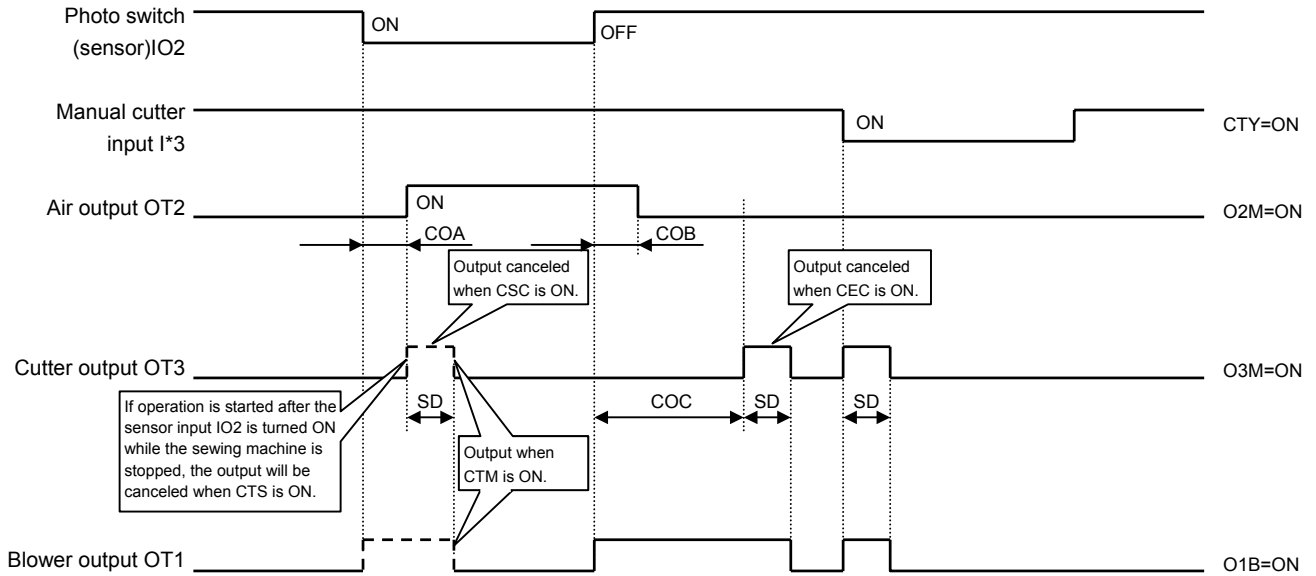 Photo switch
(sensor)IO2
ON
OFF
Manual cutter
input I*3
ON
CTY=ON
Air output OT2
ON
O2M=ON
COA
COB
Output canceled
when CSC is ON.
Output canceled
when CEC is ON.
Cutter output OT3
O3M=ON
If operation is started after the
sensor input IO2 is turned ON
while the sewing machine is
stopped, the output will be
canceled when CTS is ON.
SD
COC
SD
SD
Output when
CTM is ON.
Blower output OT1
O1B=ON